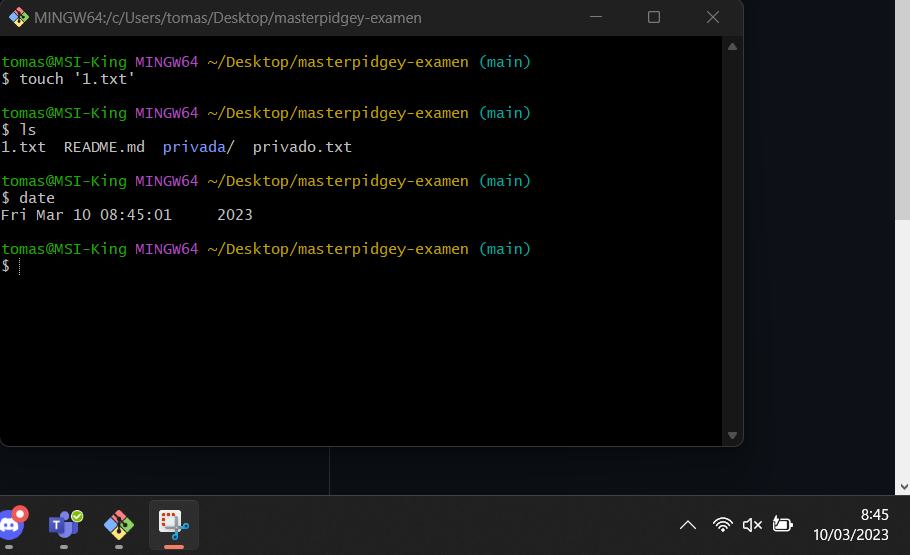 MINGW64:/c/Users/tomas/Desktop/masterpidgey-examen
tomas@MSI-King MINGW64 ~/Desktop/masterpidgey-examen (main)
$ touch '1.txt'
tomas@MSI-King MINGW64 ~/Desktop/masterpidgey-examen (main)
$ ls
1.txt  README.md  privada/  privado.txt
tomas@MSI-King MINGW64 ~/Desktop/masterpidgey-examen (main)
$ date
Fri Mar 10 08:45:01     2023
tomas@MSI-King MINGW64 ~/Desktop/masterpidgey-examen (main)
$
T
8:45
10/03/2023